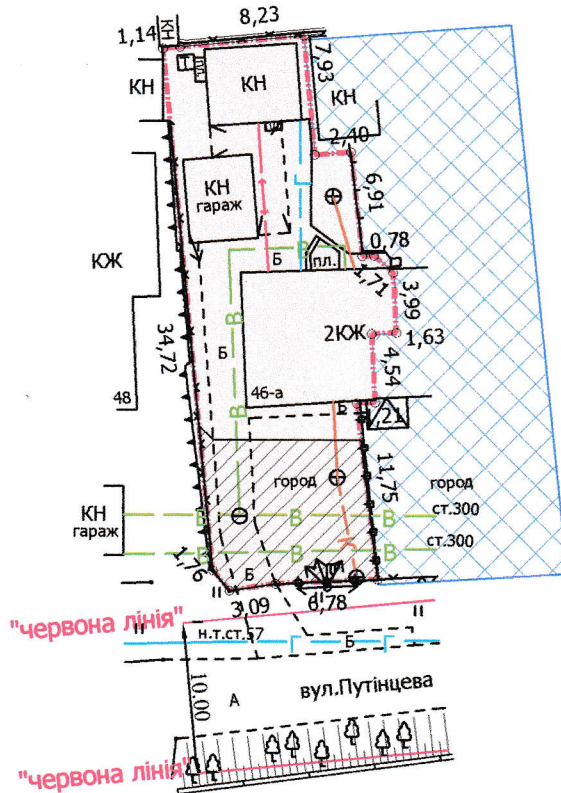 8,23
1,14
КН
7,93
КН
КН
КН
2,40
КН
гараж
6,91
КЖ
Г
Б
пл.
0,78
1,71
3,99
В
В
34,72
Б
2КЖ
1,63
4,54
48
46-а
Б
,21
В
11,75
город
город
ст.300
КН
гараж
В
В
В
ст.300
В
В
В
К
1,76
Б
3,09
6,78
"червона лінія"
н.т.ст.57
Г
Б
Г
10.00
А
вул.Путінцева
"червона лінія"